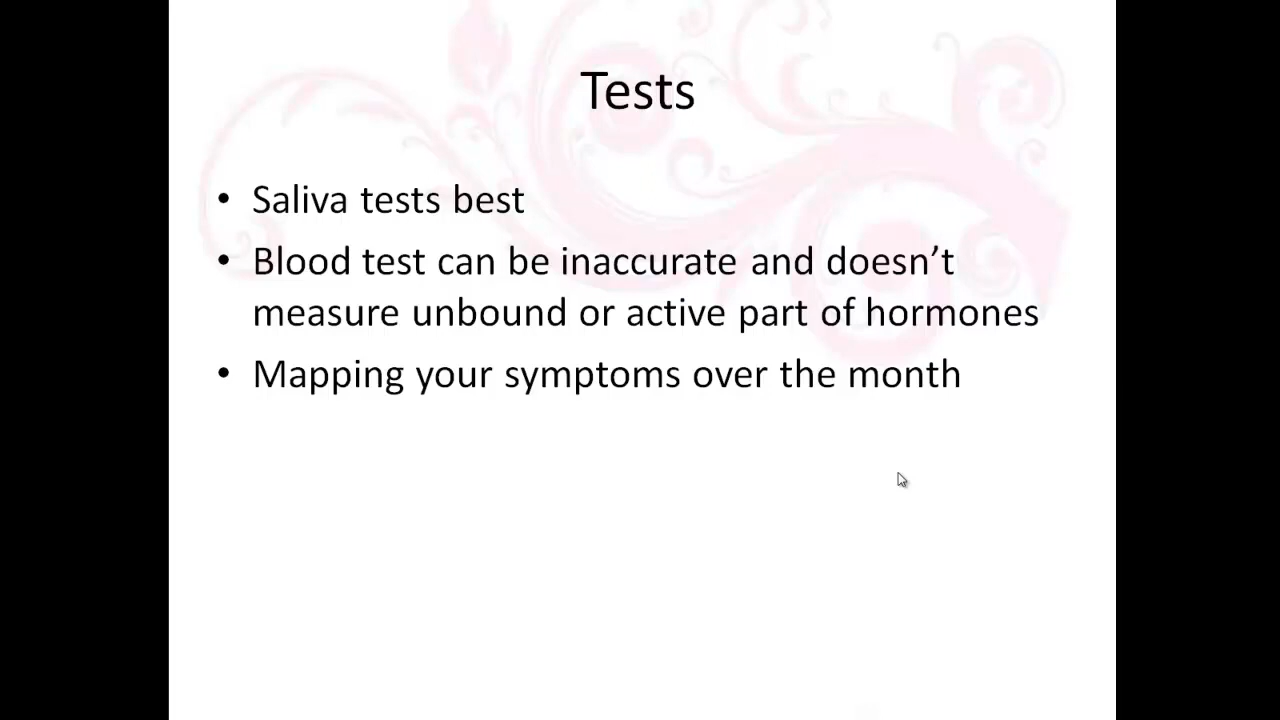 Tests
• Saliva tests best
• Blood test can be inaccurate and doesn’t
measure unbound or active part of hormones
• Mapping your symptoms over the month